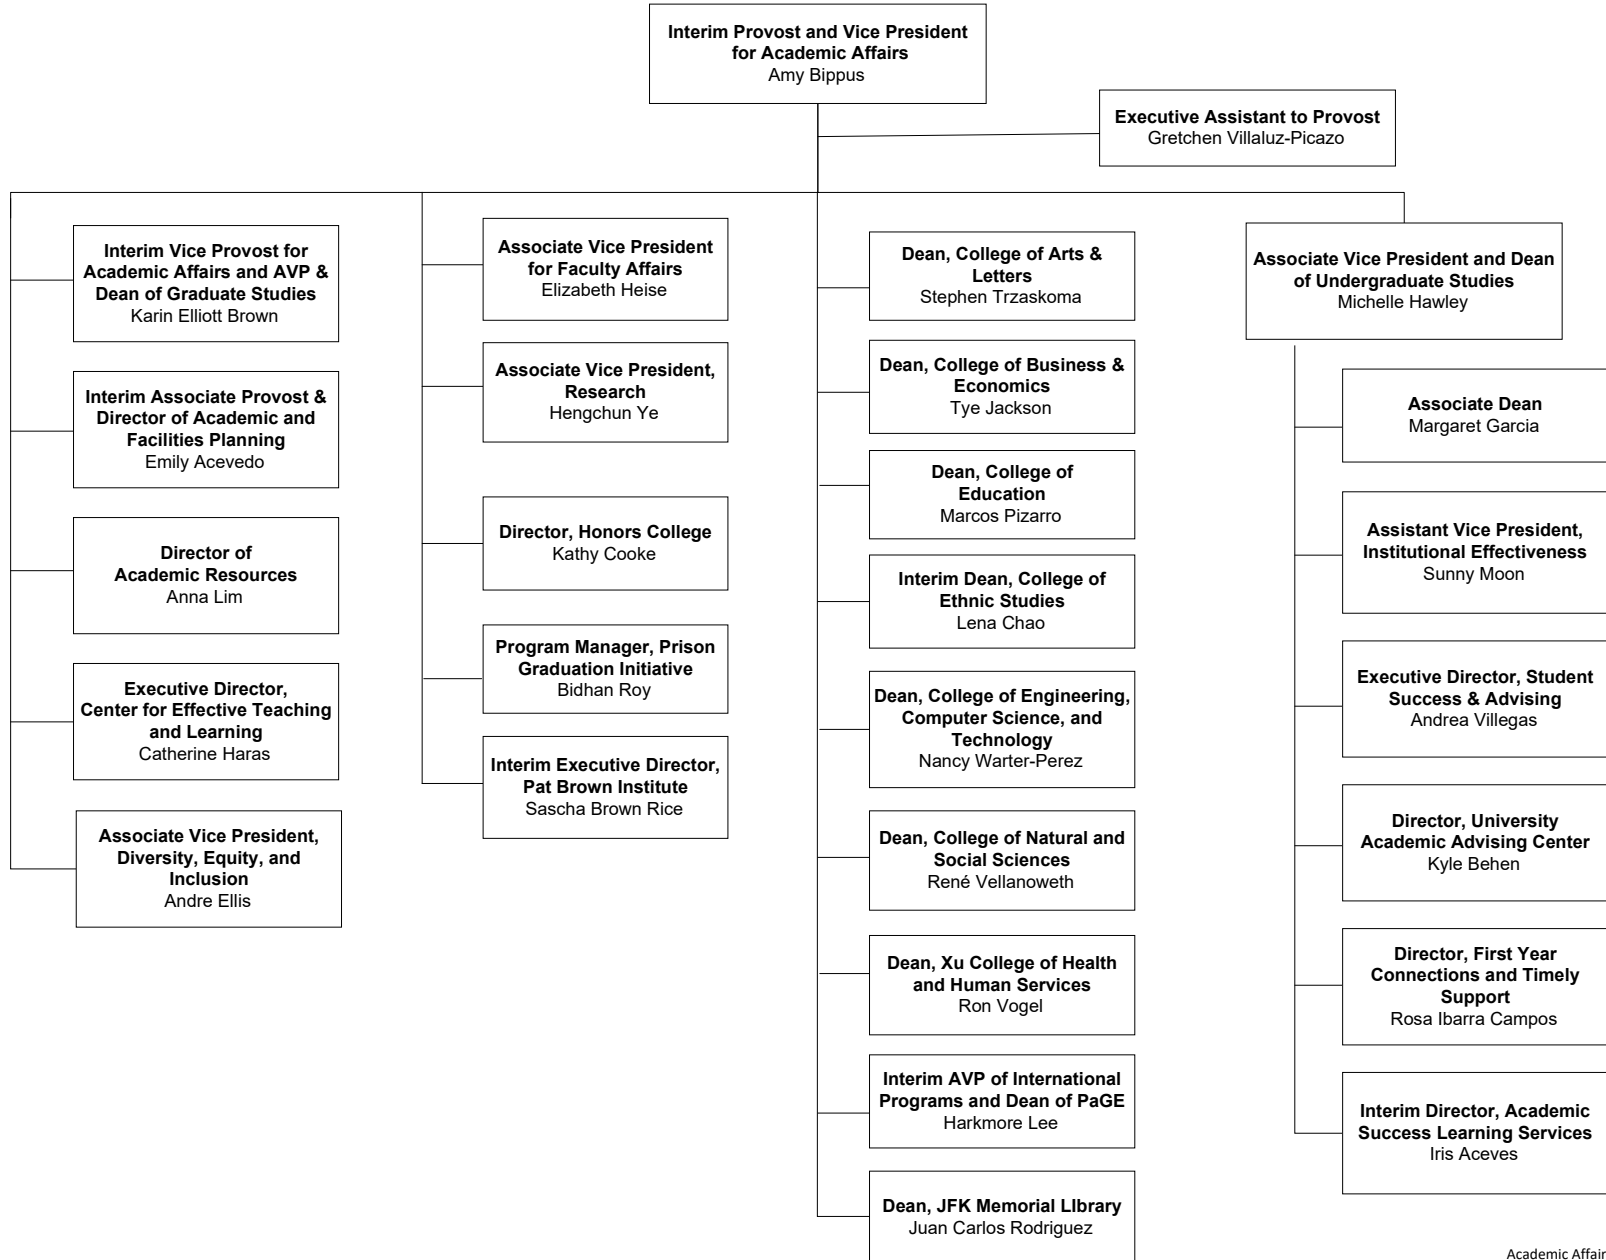 Interim Provost and Vice President
for Academic Affairs
Amy Bippus
Executive Assistant to Provost
Gretchen Villaluz-Picazo
Interim Vice Provost for
Academic Affairs and AVP &
Dean of Graduate Studies
Karin Elliott Brown
Interim Associate Provost &
Director of Academic and
Facilities Planning
Emily Acevedo
Director of
Academic Resources
Anna Lim
Executive Director,
Center for Effective Teaching
and Learning
Catherine Haras
Associate Vice President,
Diversity, Equity, and
Inclusion
Andre Ellis
Associate Vice President
for Faculty Affairs
Elizabeth Heise
Associate Vice President,
Research
Hengchun Ye
Director, Honors College
Kathy Cooke
Program Manager, Prison
Graduation Initiative
Bidhan Roy
Interim Executive Director,
Pat Brown Institute
Sascha Brown Rice
Dean, College of Arts &
Letters
Stephen Trzaskoma
Dean, College of Business &
Economics
Tye Jackson
Dean, College of
Education
Marcos Pizarro
Interim Dean, College of
Ethnic Studies
Lena Chao
Dean, College of Engineering,
Computer Science, and
Technology
Nancy Warter-Perez
Dean, College of Natural and
Social Sciences
René Vellanoweth
Dean, Xu College of Health
and Human Services
Ron Vogel
Interim AVP of International
Programs and Dean of PaGE
Harkmore Lee
Dean, JFK Memorial LIbrary
Juan Carlos Rodriguez
Associate Vice President and Dean
of Undergraduate Studies
Michelle Hawley
Associate Dean
Margaret Garcia
Assistant Vice President,
Institutional Effectiveness
Sunny Moon
Executive Director, Student
Success & Advising
Andrea Villegas
Director, University
Academic Advising Center
Kyle Behen
Director, First Year
Connections and Timely
Support
Rosa Ibarra Campos
Interim Director, Academic
Success Learning Services
Iris Aceves
Academic Affair